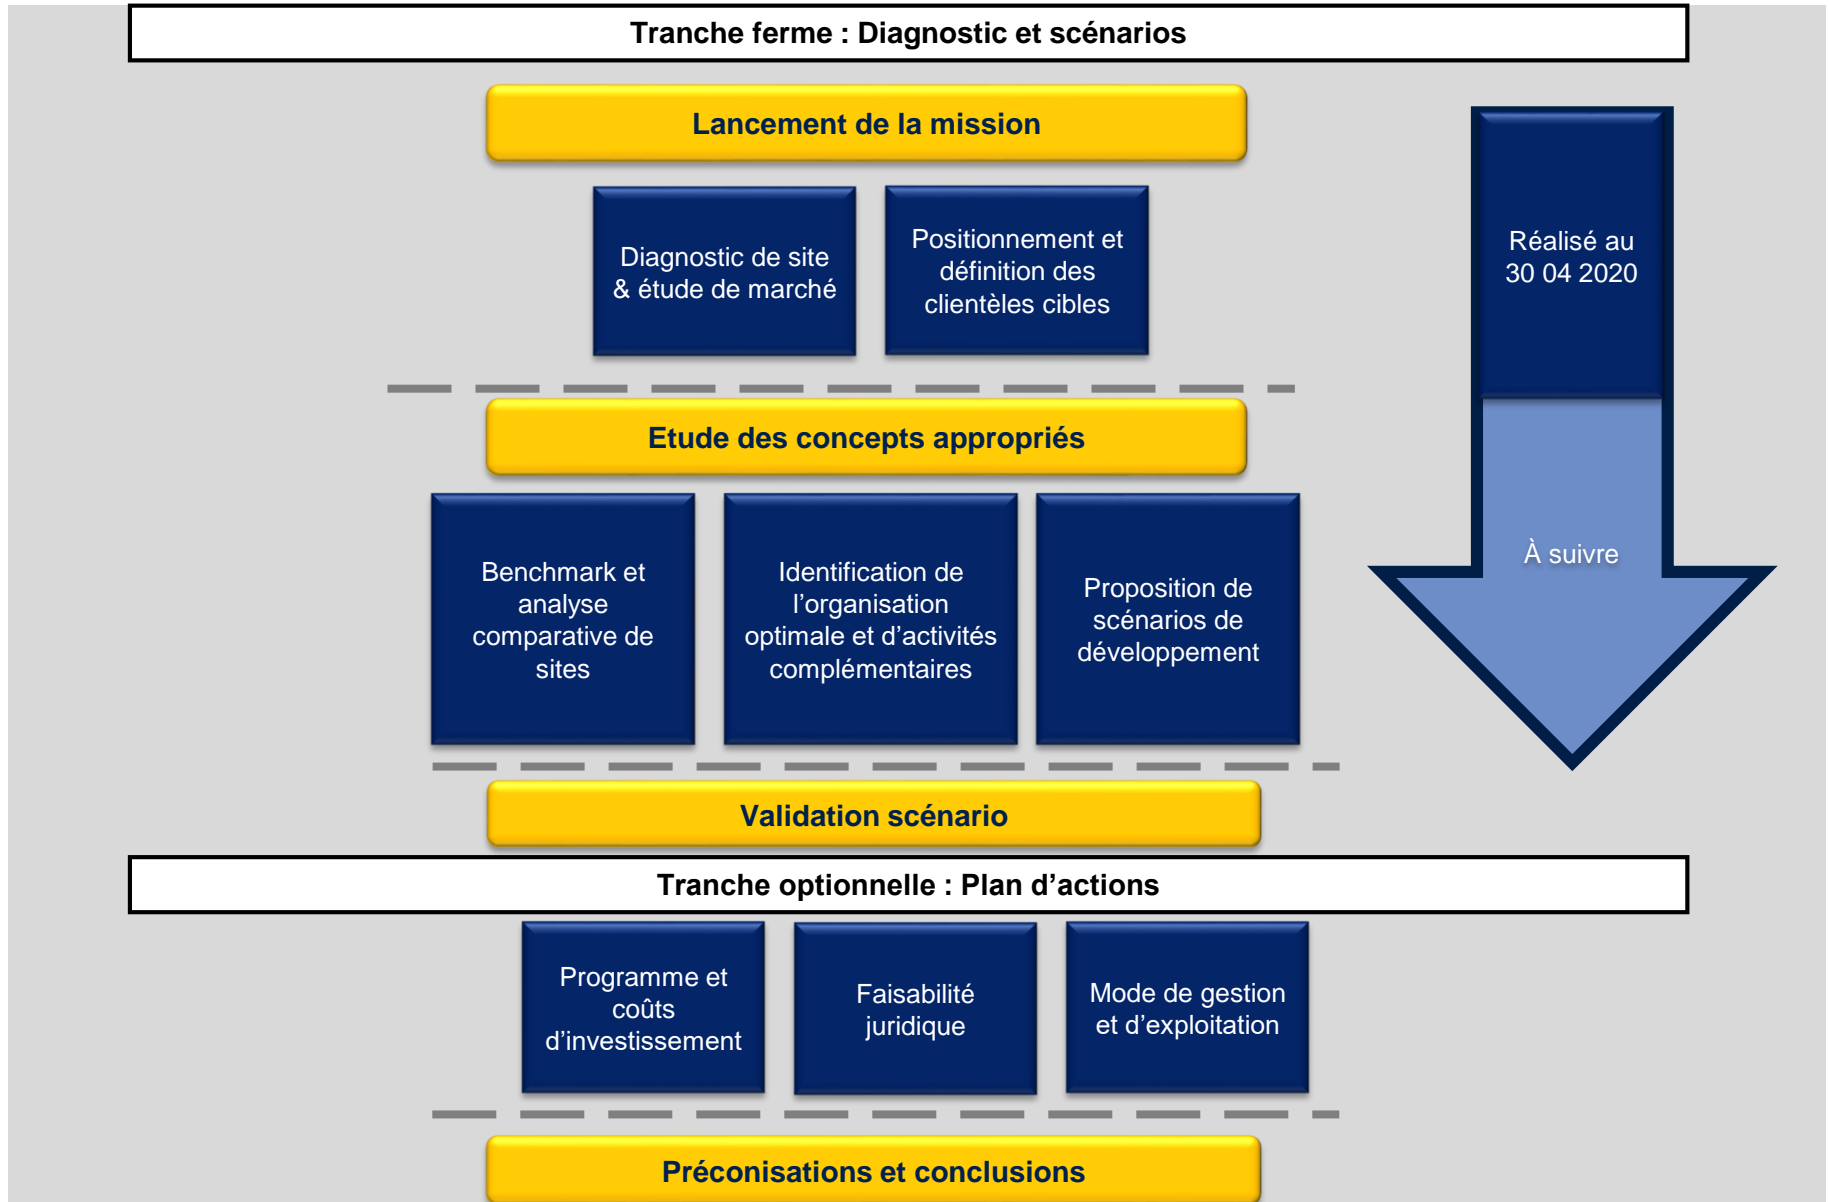 Tranche ferme : Diagnostic et scénarios
Lancement de la mission
Diagnostic de site
& étude de marché
Positionnement et
définition des
clientèles cibles
Réalisé au
30 04 2020
Etude des concepts appropriés
Benchmark et
analyse
comparative de
sites
Identification de
l’organisation
optimale et d’activités
complémentaires
Proposition de
scénarios de
développement
À suivre
Validation scénario
Tranche optionnelle : Plan d’actions
Programme et
coûts
d’investissement
Faisabilité
juridique
Mode de gestion
et d’exploitation
Préconisations et conclusions